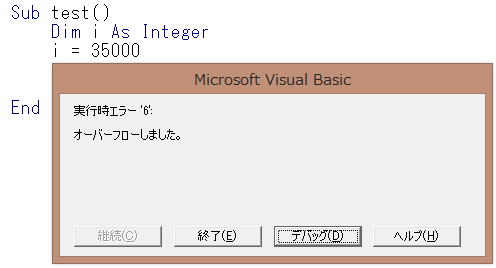 Sub test()
Dim i As Integer
i = 35000
Microsoft Visual Basic
End
実行時エラー '6':
オーバーフローしました。
継続(C)
終了(E)
デバッグ(D)
ヘルプ(H)